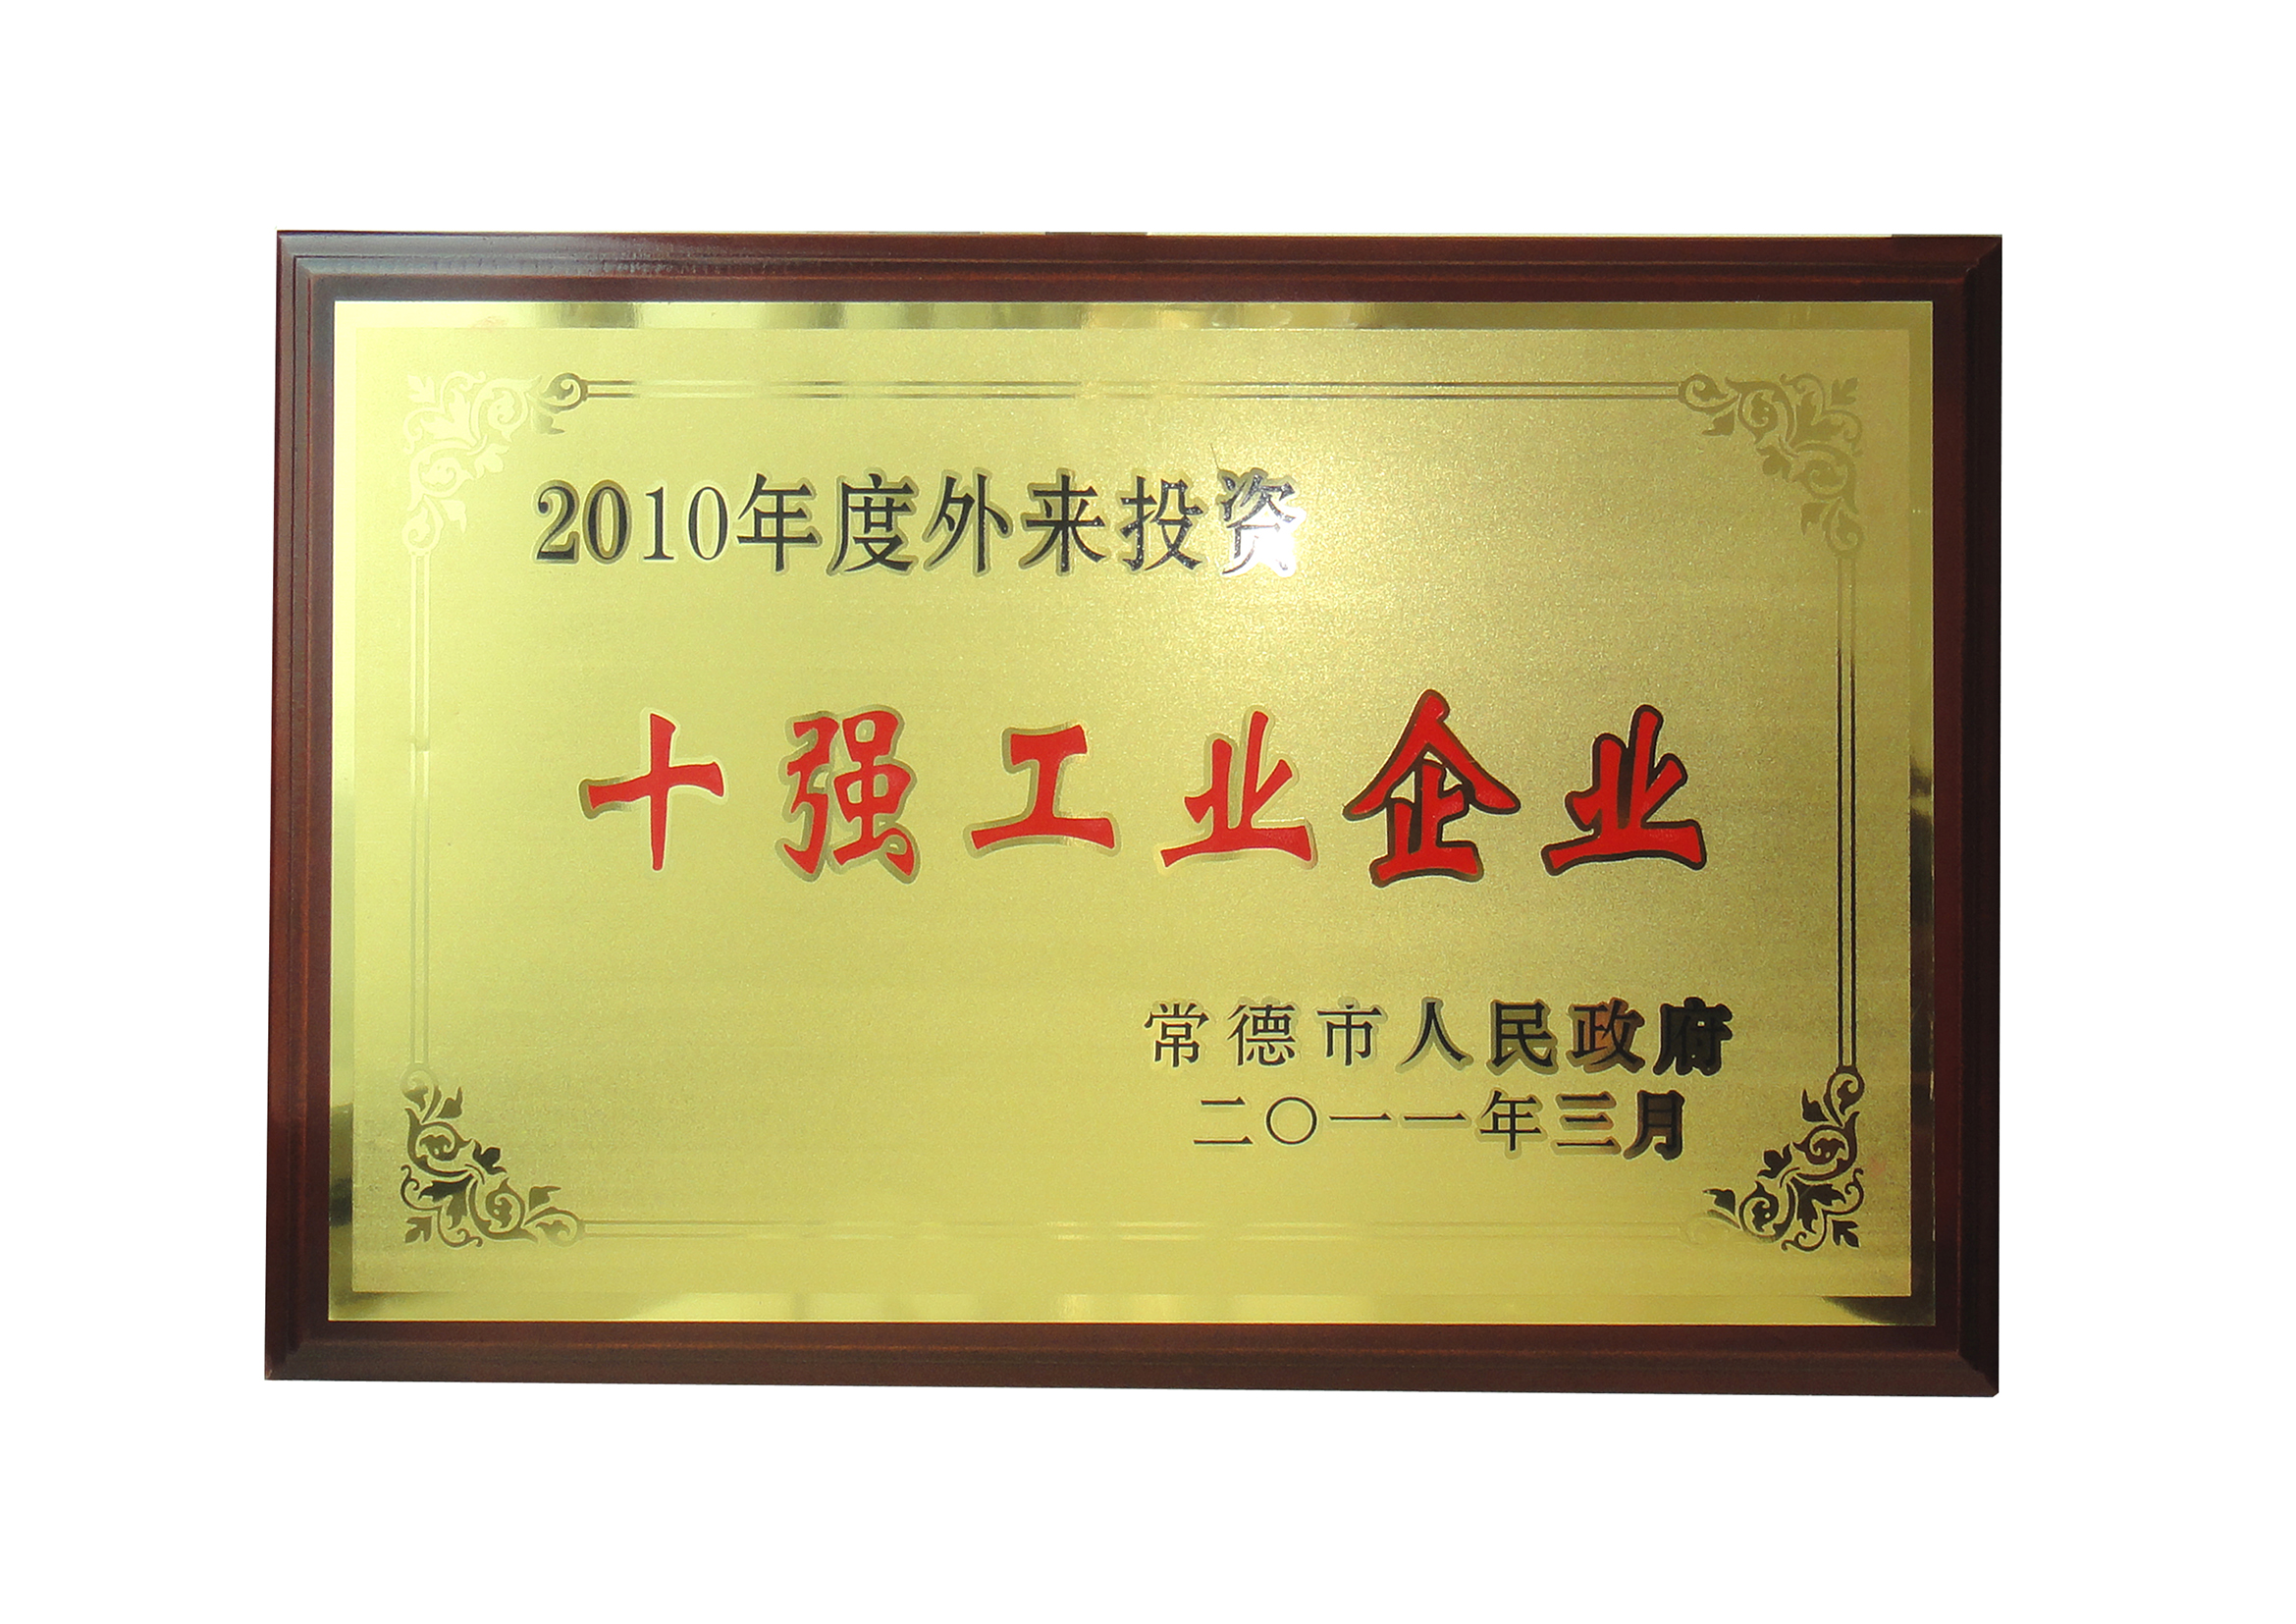 2010年度外来投资
十强工业企业
常德市人民政府
二〇一一年三月